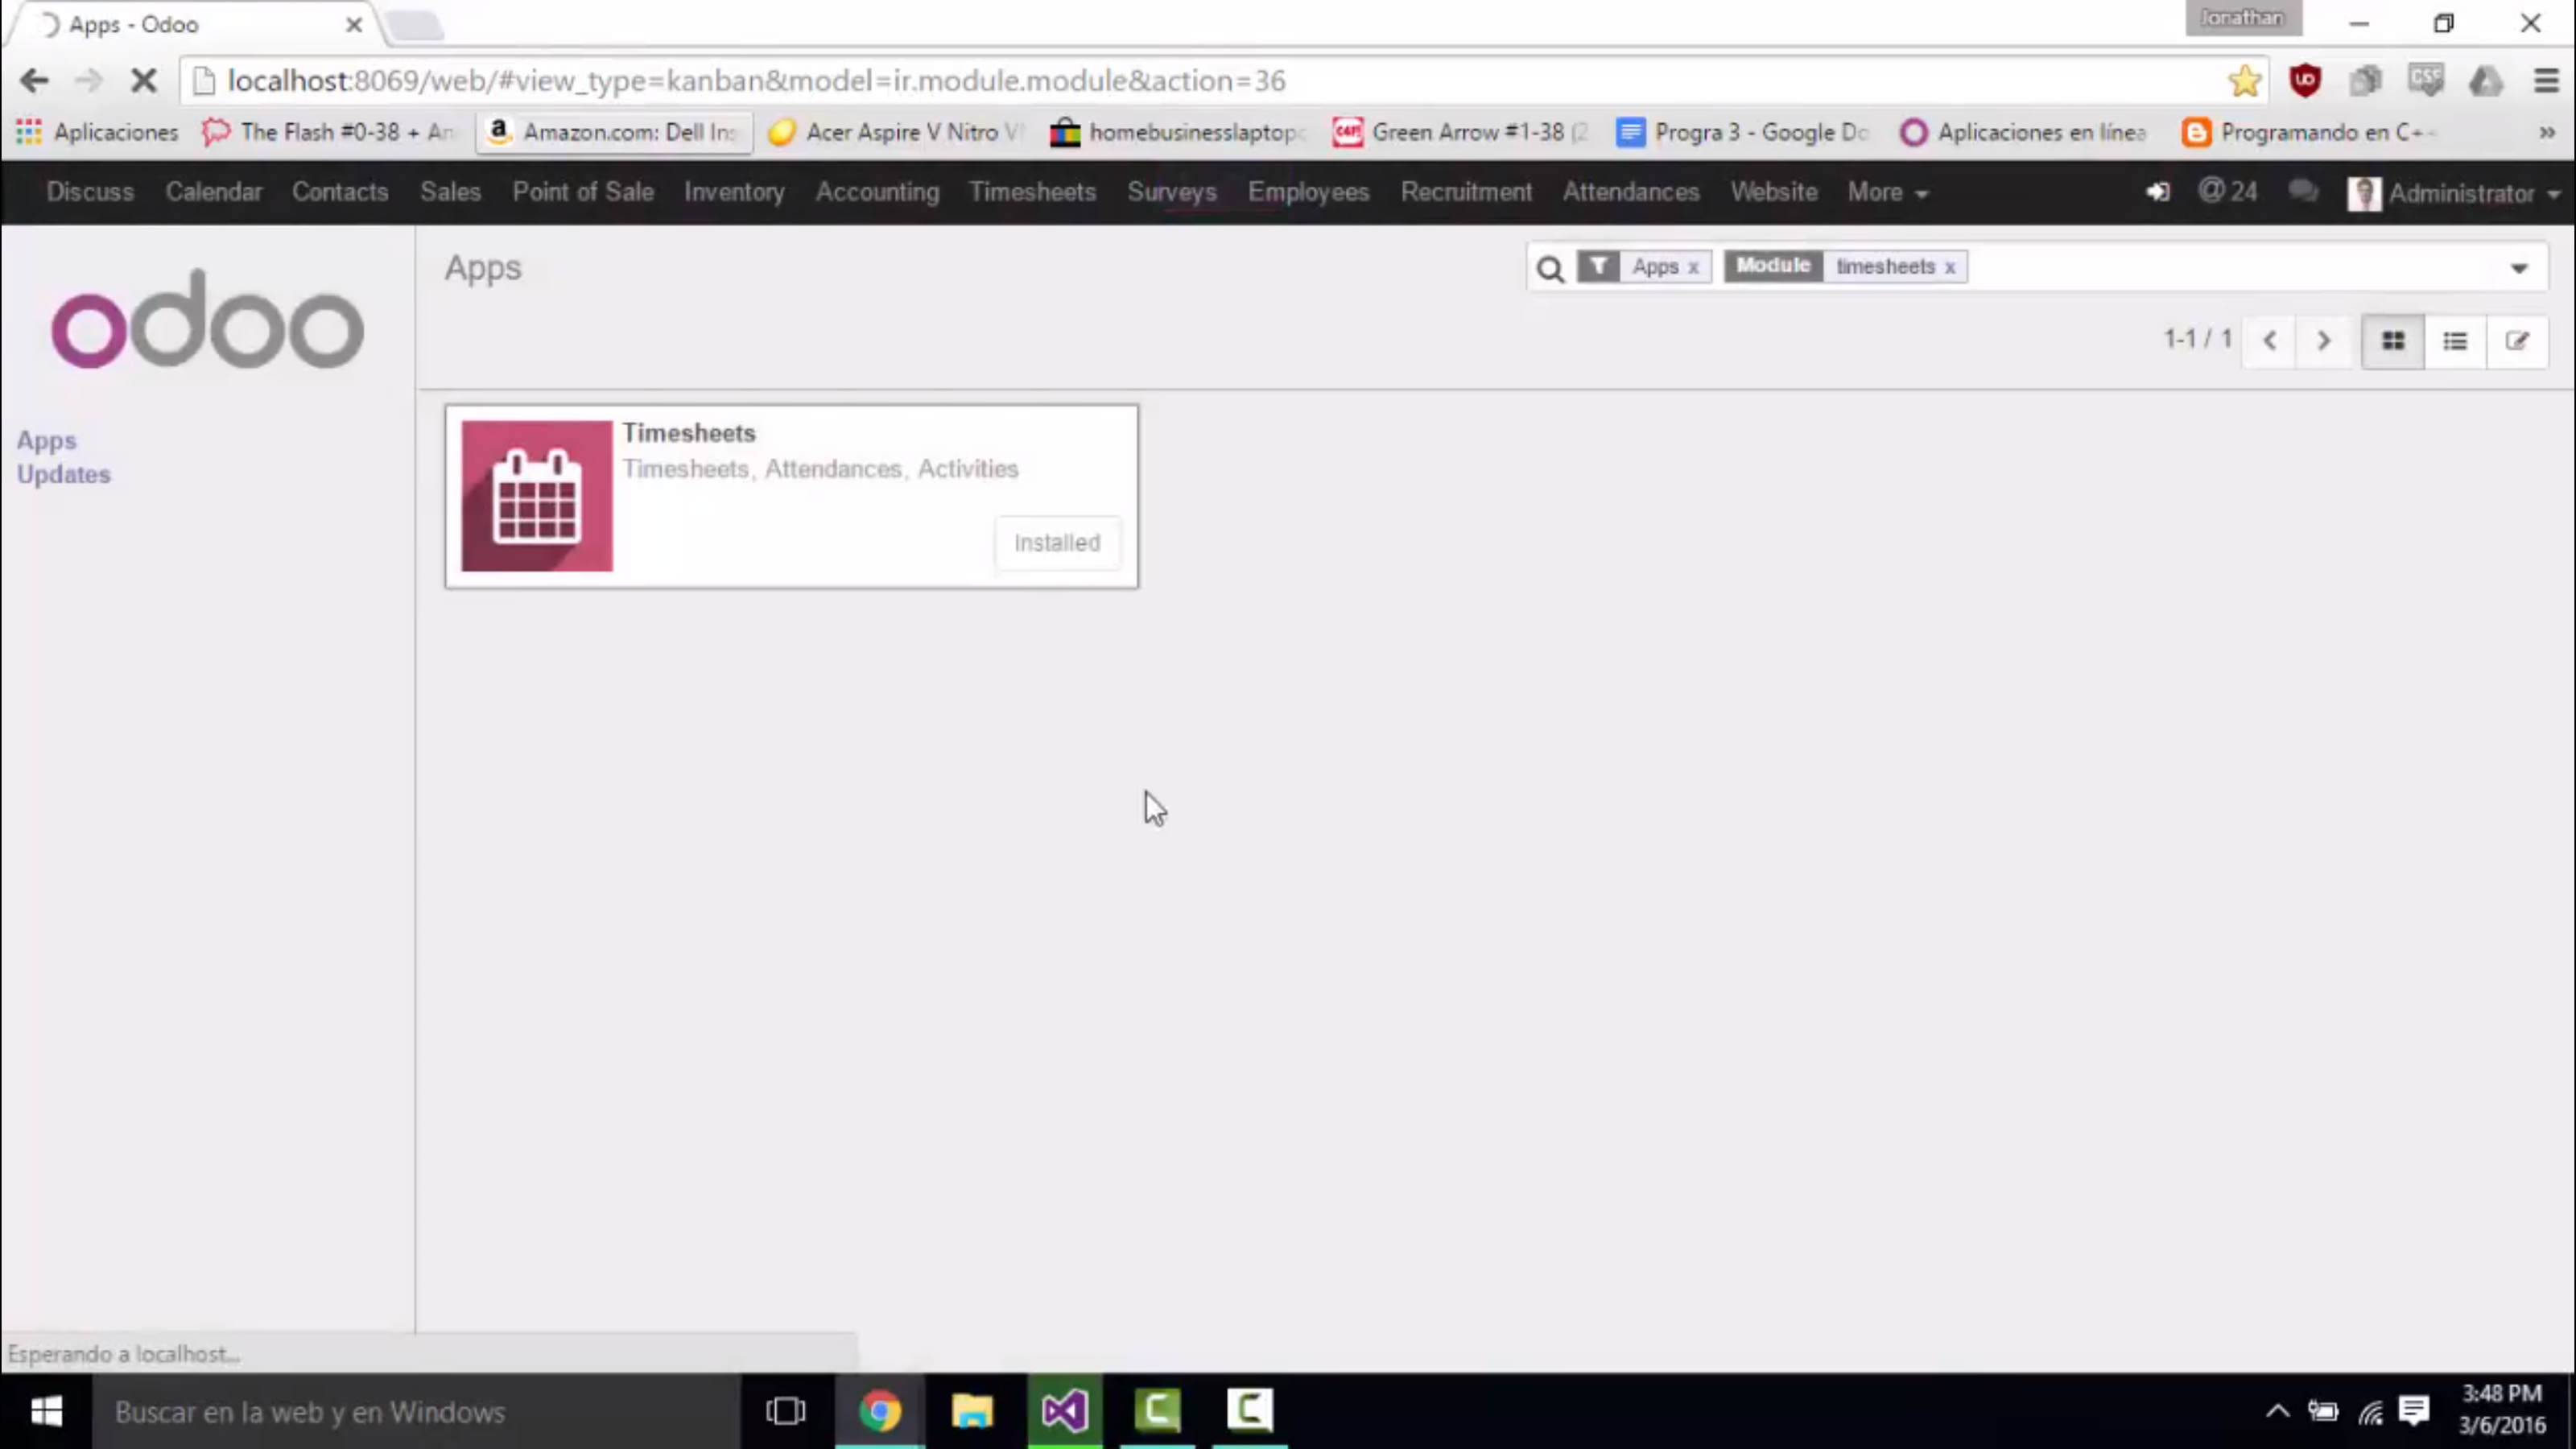 Apps - Odoo
Jonathan
localhost:8069/web/#view_type=kanban&model=ir.module.module&action=36
Aplicaciones The Flash #0-38 + An Amazon.com: Dell Ins Acer Aspire V Nitro V homebusinesslaptop Green Arrow #1-38 (2 Progra 3 - Google Do Aplicaciones en línea Programando en C+ »
Discuss Calendar Contacts Sales Point of Sale Inventory Accounting Timesheets Surveys Employees Recruitment Attendances Website More @ 24 Administrator
odoo
Apps
Apps x Module timesheets x
1-1 / 1
Apps
Updates
Timesheets
Timesheets, Attendances, Activities
Installed
Esperando a localhost...
Buscar en la web y en Windows
3:48 PM
3/6/2016